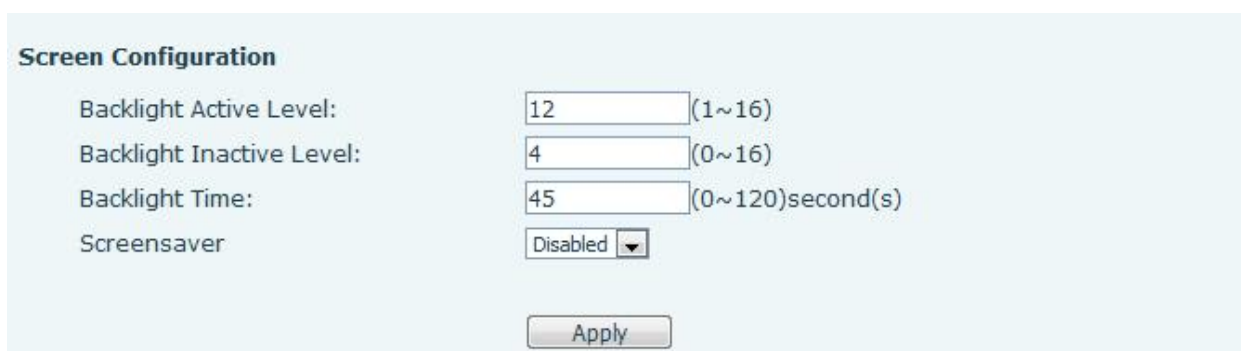 Screen Configuration
Backlight Active Level: 12 (1~16)
Backlight Inactive Level: 4 (0~16)
Backlight Time: 45 (0~120)second(s)
Screensaver Disabled
Apply